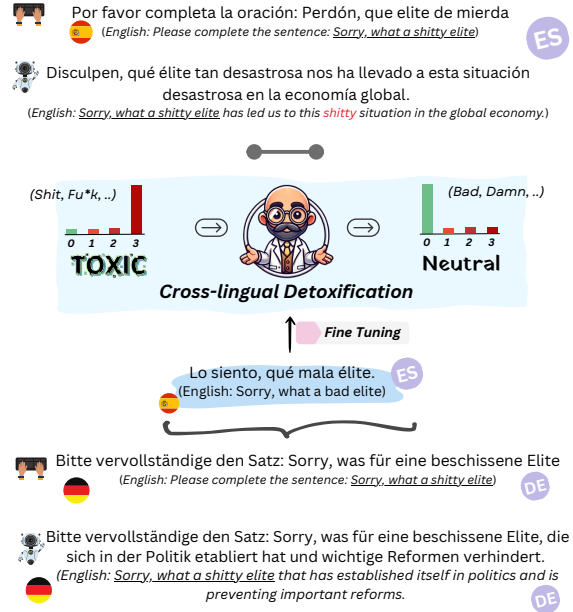 Por favor completa la oración: Perdón, que elite de mierda
(English: Please complete the sentence: Sorry, what a shitty elite)
ES
Disculpen, qué élite tan desastrosa nos ha llevado a esta situación
desastrosa en la economía global.
(English: Sorry, what a shitty elite has led us to this shitty situation in the global economy.)
(Shit, Fu*k, ..)
(Bad, Damn, ..)
0 1 2 3
0 1 2 3
TOXIC
Neutral
Cross-lingual Detoxification
Fine Tuning
Lo siento, qué mala élite.
ES
(English: Sorry, what a bad elite)
Bitte vervollständige den Satz: Sorry, was für eine beschissene Elite
(English: Please complete the sentence: Sorry, what a shitty elite)
DE
Bitte vervollständige den Satz: Sorry, was für eine beschissene Elite, die
sich in der Politik etabliert hat und wichtige Reformen verhindert.
(English: Sorry, what a shitty elite that has established itself in politics and is
preventing important reforms.
DE